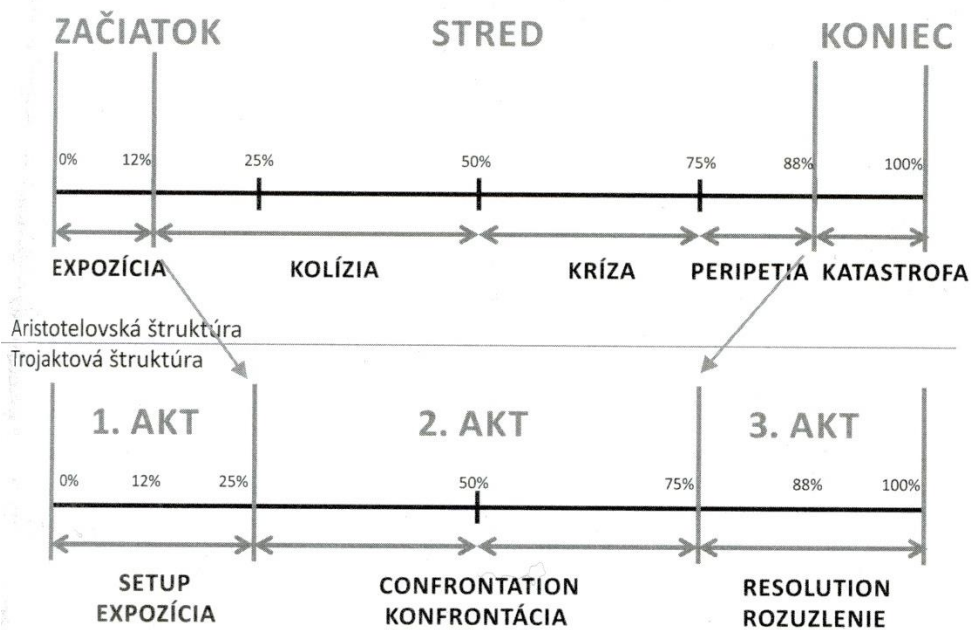 ZAČIATOK STRED KONIEC
0% 12% 25% 50% 75% 88% 100%
EXPOZÍCIA KOLÍZIA KRÍZA PERIPETIA KATASTROFA
Aristotelovská štruktúra
Trojaktová štruktúra
1. AKT 2. AKT 3. AKT
0% 12% 25% 50% 75% 88% 100%
SETUP CONFRONTATION RESOLUTION
EXPOZÍCIA KONFRONTÁCIA ROZUZLENIE